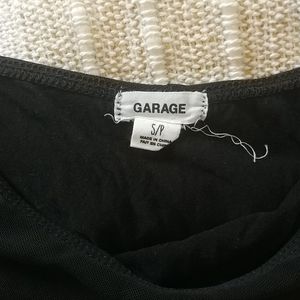 GARAGE
S/P
MADE IN CHINA
FAIT EN CHINE